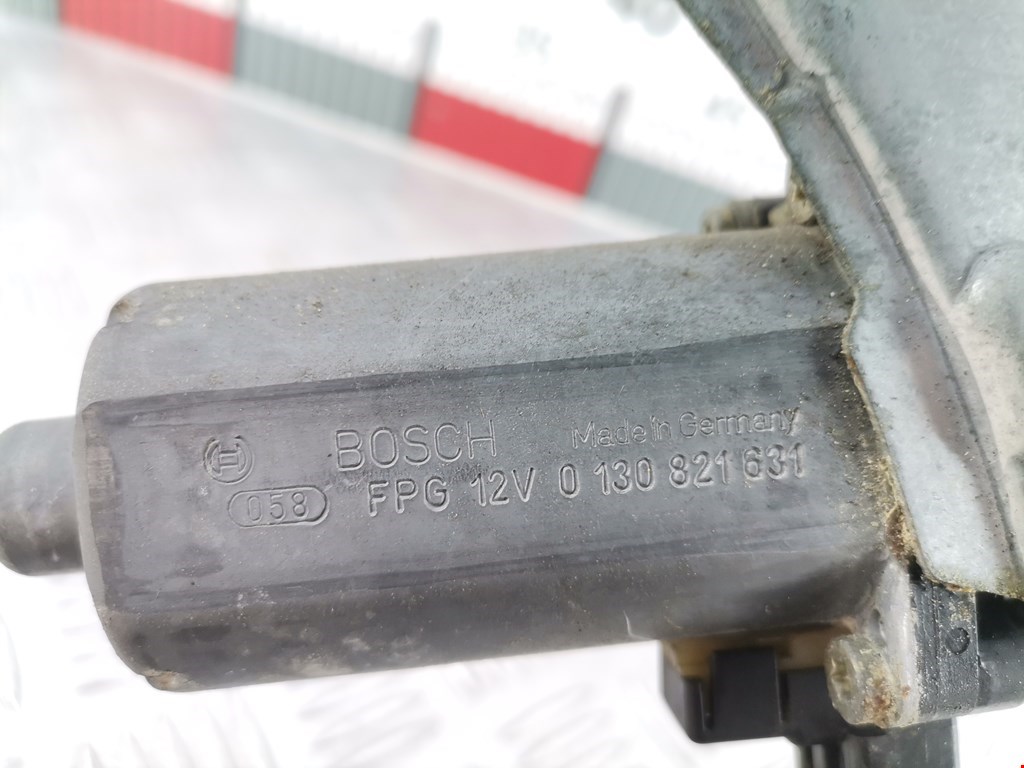 BOSCH Made in Germany
058 FPG 12V 0 130 821 631